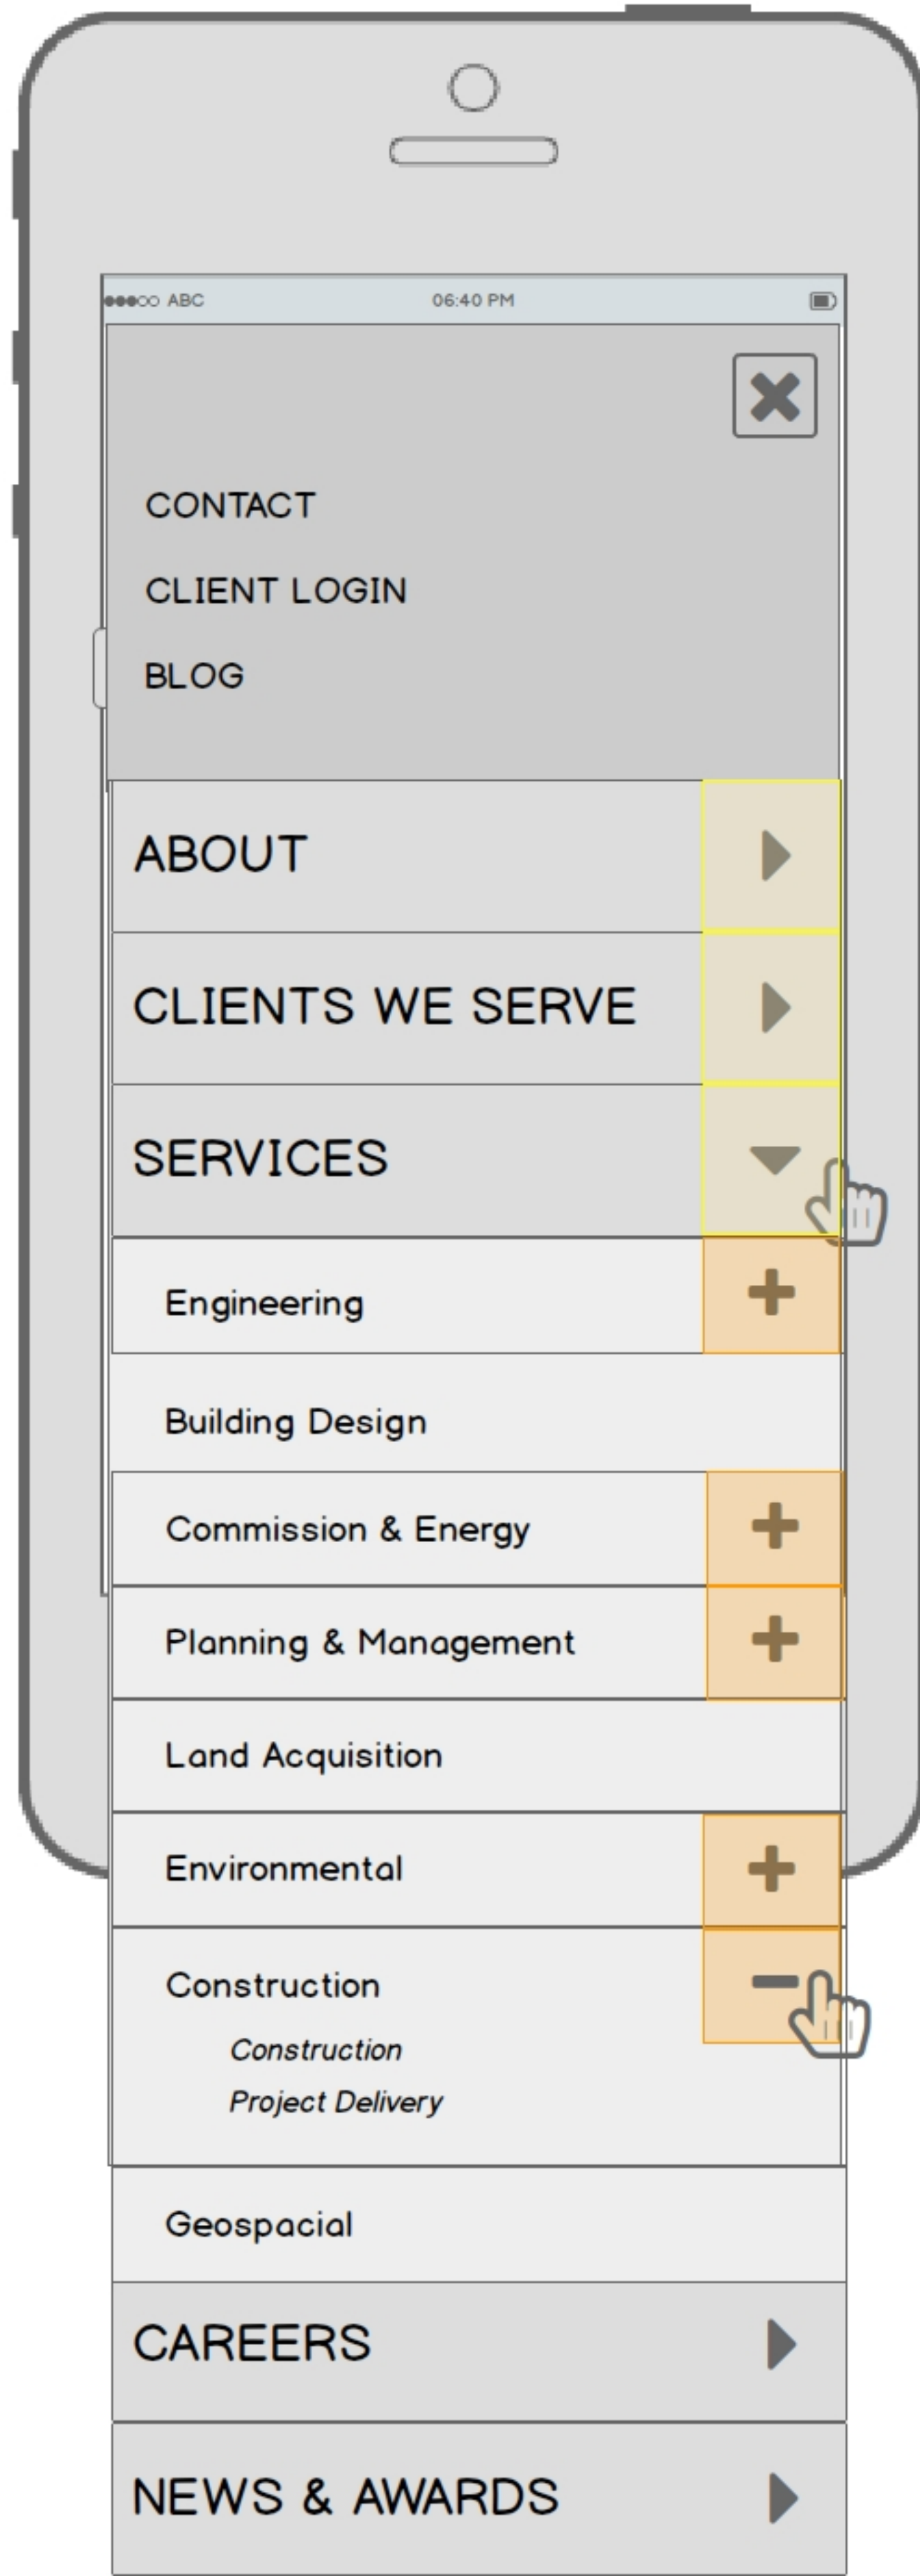 ABC 06:40 PM
CONTACT
CLIENT LOGIN
BLOG
ABOUT
CLIENTS WE SERVE
SERVICES
Engineering
Building Design
Commission & Energy
Planning & Management
Land Acquisition
Environmental
Construction
Construction
Project Delivery
Geospacial
CAREERS
NEWS & AWARDS